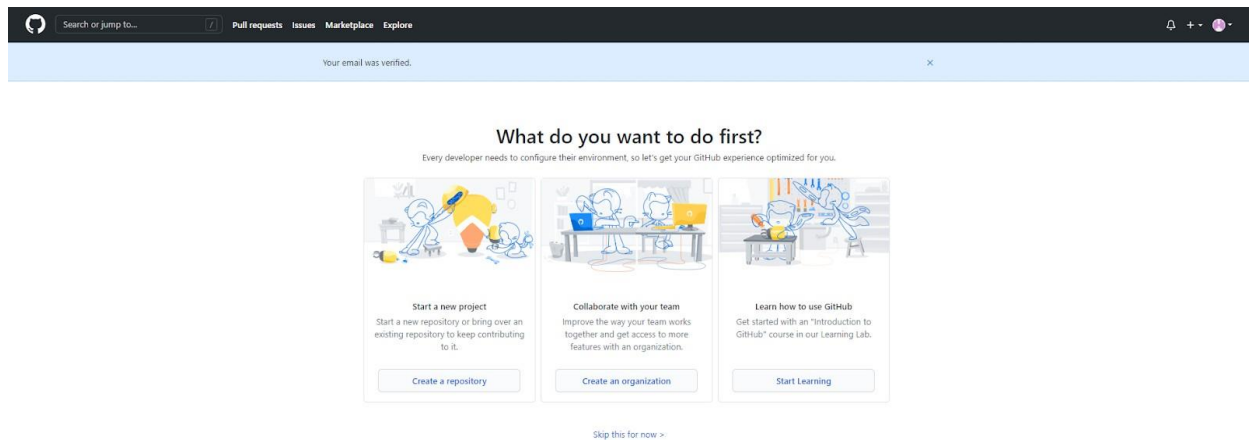 Search or jump to... /
Pull requests Issues Marketplace Explore
Your email was verified.
What do you want to do first?
Every developer needs to configure their environment, so let's get your GitHub experience optimized for you.
Start a new project
Start a new repository or bring over an
existing repository to keep contributing
to it.
Create a repository
Collaborate with your team
Improve the way your team works
together and get access to more
features with an organization.
Create an organization
Learn how to use GitHub
Get started with an "Introduction to
GitHub" course in our Learning Lab.
Start Learning
Skip this for now >